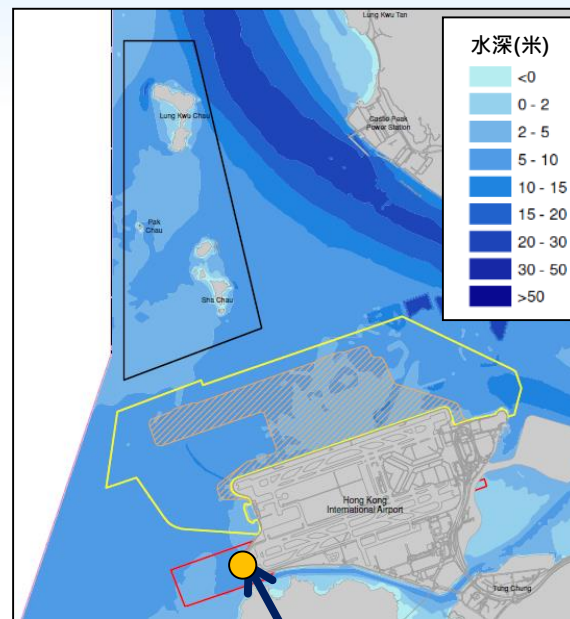 Lung Kwu Tan
水深(米)
<0
0 - 2
2 - 5
5 - 10
10 - 15
15 - 20
20 - 30
30 - 50
>50
Lung Kwu Chau
Castle Peak
Power Station
Pak
Chau
Sha Chau
Hong Kong
International Airport
Tung Chung